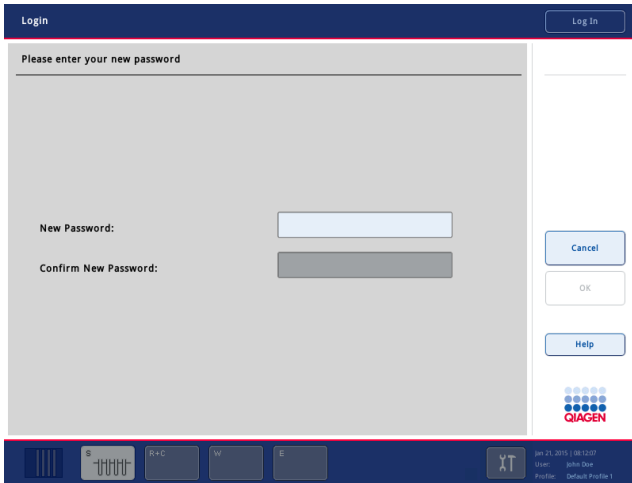 Login
Log In
Please enter your new password
New Password:
Confirm New Password:
Cancel
OK
Help
QIAGEN
S
R+C
W
E
Jan 21, 2015 | 08:12:07
User: John Doe
Profile: Default Profile 1